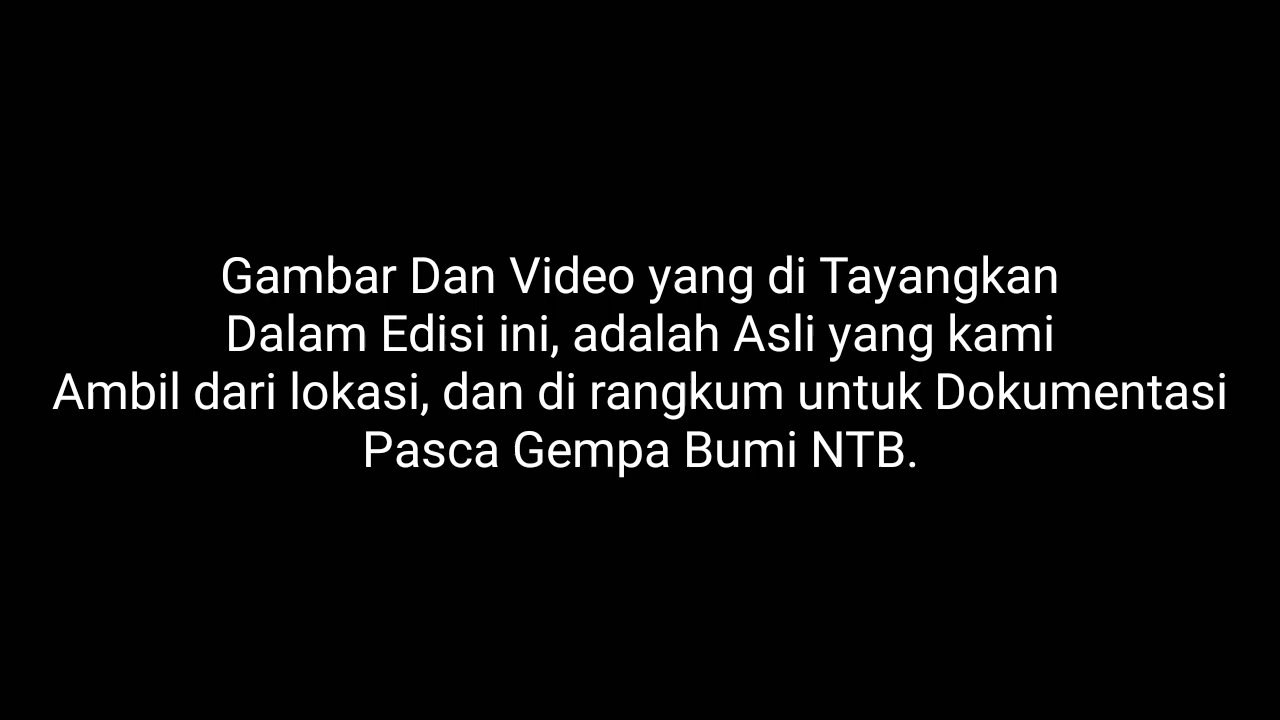 Gambar Dan Video yang di Tayangkan
Dalam Edisi ini, adalah Asli yang kami
Ambil dari lokasi, dan di rangkum untuk Dokumentasi
Pasca Gempa Bumi NTB.